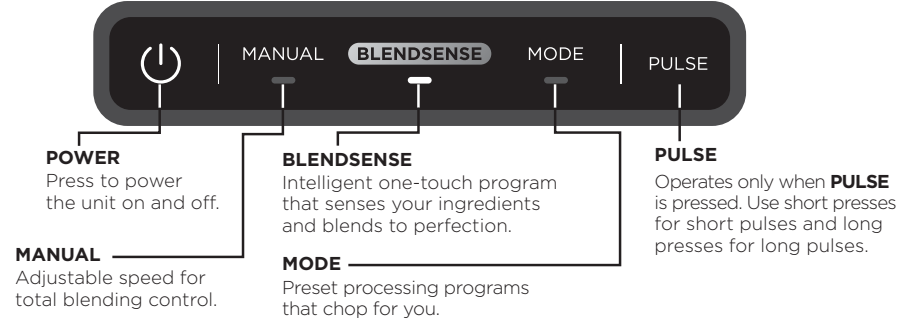 MANUAL
BLENDSENSE
MODE
PULSE
POWER
Press to power
the unit on and off.
MANUAL
Adjustable speed for
total blending control.
BLENDSENSE
Intelligent one-touch program
that senses your ingredients
and blends to perfection.
MODE
Preset processing programs
that chop for you.
PULSE
Operates only when PULSE
is pressed. Use short presses
for short pulses and long
presses for long pulses.